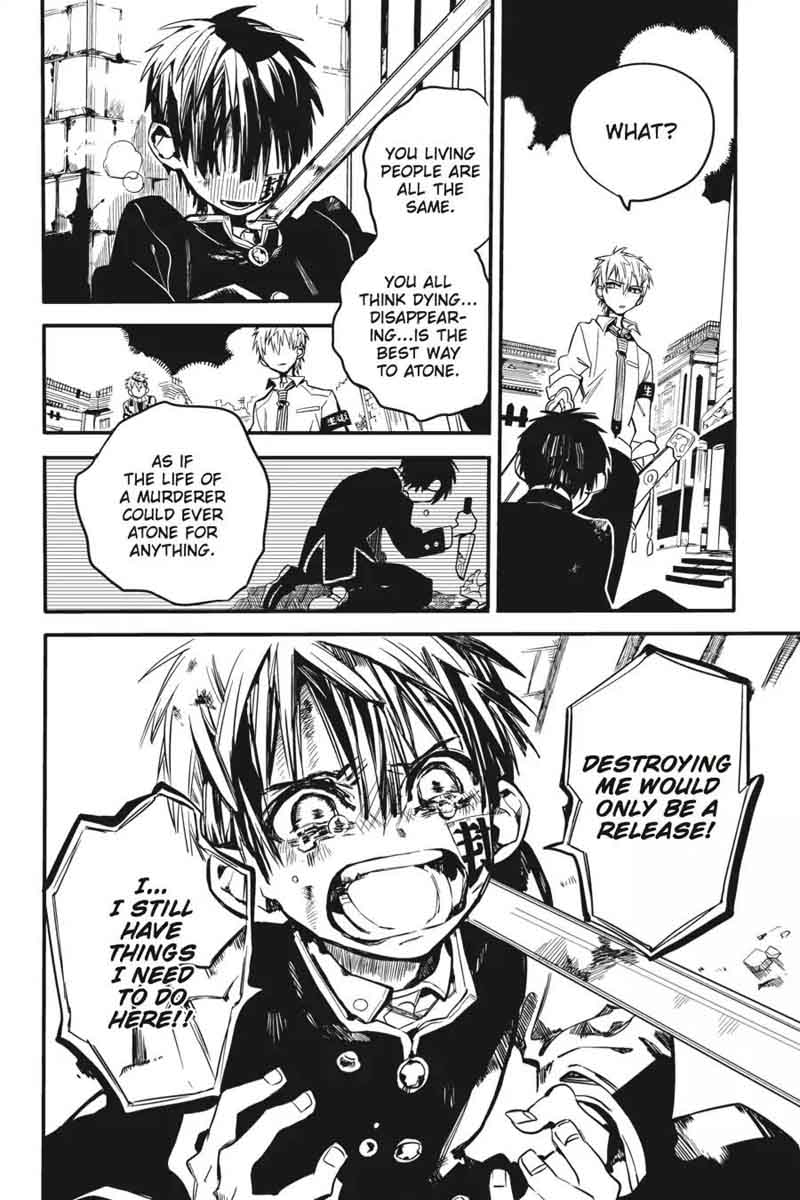 WHAT?
YOU LIVING
PEOPLE ARE
ALL THE
SAME.
YOU ALL
THINK DYING...
DISAPPEAR-
ING...IS THE
BEST WAY
TO ATONE.
AS IF
THE LIFE OF
A MURDERER
COULD EVER
ATONE FOR
ANYTHING.
DESTROYING
ME WOULD
ONLY BE A
RELEASE!
I...
I STILL
HAVE
THINGS
I NEED
TO DO
HERE!!
封